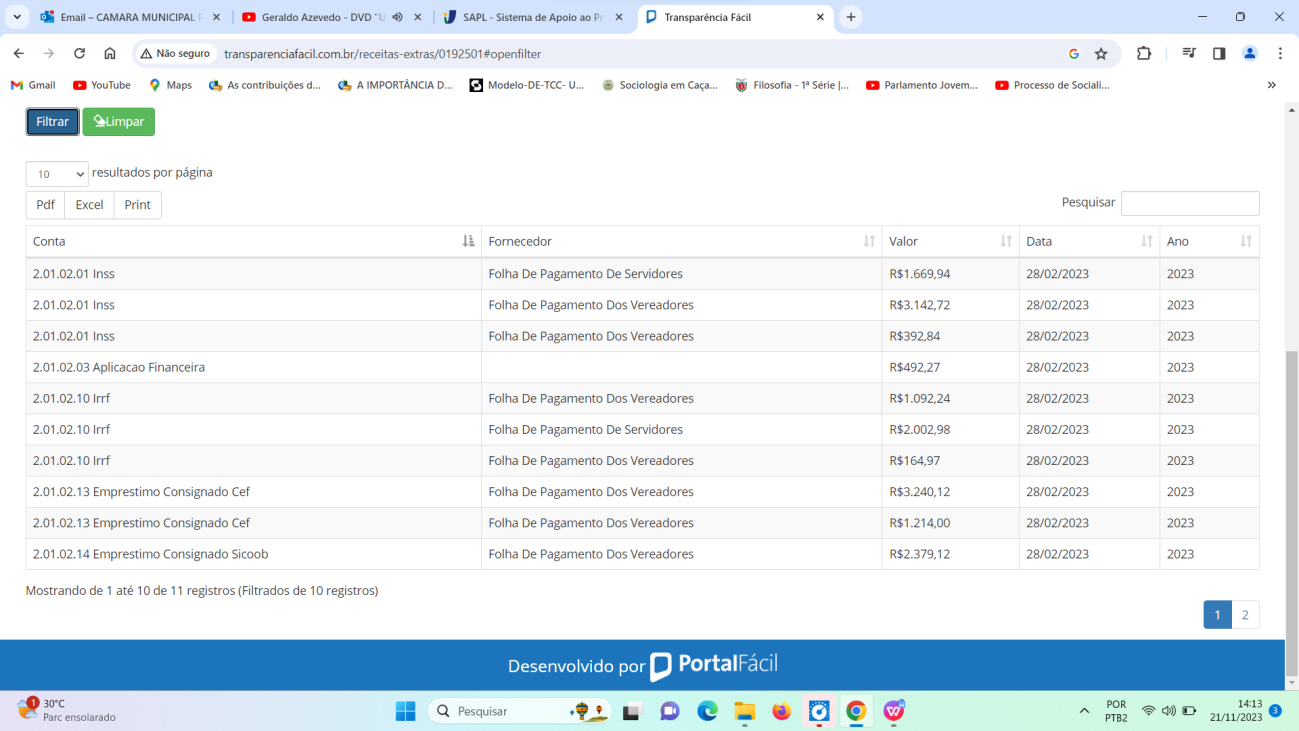 Email – CAMARA MUNICIPAL F
Geraldo Azevedo - DVD "U
SAPL - Sistema de Apoio ao Pr
Transparência Fácil
Não seguro
transparenciafacil.com.br/receitas-extras/0192501#openfilter
Gmail
YouTube
Maps
As contribuições d...
A IMPORTÂNCIA D...
Modelo-DE-TCC- U...
Sociologia em Caça...
Filosofia - 1ª Série |...
Parlamento Jovem...
Processo de Sociali...
Filtrar Limpar
10 resultados por página
Pdf Excel Print
Pesquisar
Conta Fornecedor Valor Data Ano
2.01.02.01 Inss Folha De Pagamento De Servidores R$1.669,94 28/02/2023 2023
2.01.02.01 Inss Folha De Pagamento Dos Vereadores R$3.142,72 28/02/2023 2023
2.01.02.01 Inss Folha De Pagamento Dos Vereadores R$392,84 28/02/2023 2023
2.01.02.03 Aplicacao Financeira R$492,27 28/02/2023 2023
2.01.02.10 Irrf Folha De Pagamento Dos Vereadores R$1.092,24 28/02/2023 2023
2.01.02.10 Irrf Folha De Pagamento De Servidores R$2.002,98 28/02/2023 2023
2.01.02.10 Irrf Folha De Pagamento Dos Vereadores R$164,97 28/02/2023 2023
2.01.02.13 Emprestimo Consignado Cef Folha De Pagamento Dos Vereadores R$3.240,12 28/02/2023 2023
2.01.02.13 Emprestimo Consignado Cef Folha De Pagamento Dos Vereadores R$1.214,00 28/02/2023 2023
2.01.02.14 Emprestimo Consignado Sicoob Folha De Pagamento Dos Vereadores R$2.379,12 28/02/2023 2023
Mostrando de 1 até 10 de 11 registros (Filtrados de 10 registros)
1 2
Desenvolvido por PortalFácil
1
30°C
Parc ensolarado
Pesquisar
POR
PTB2
14:13
21/11/2023
3